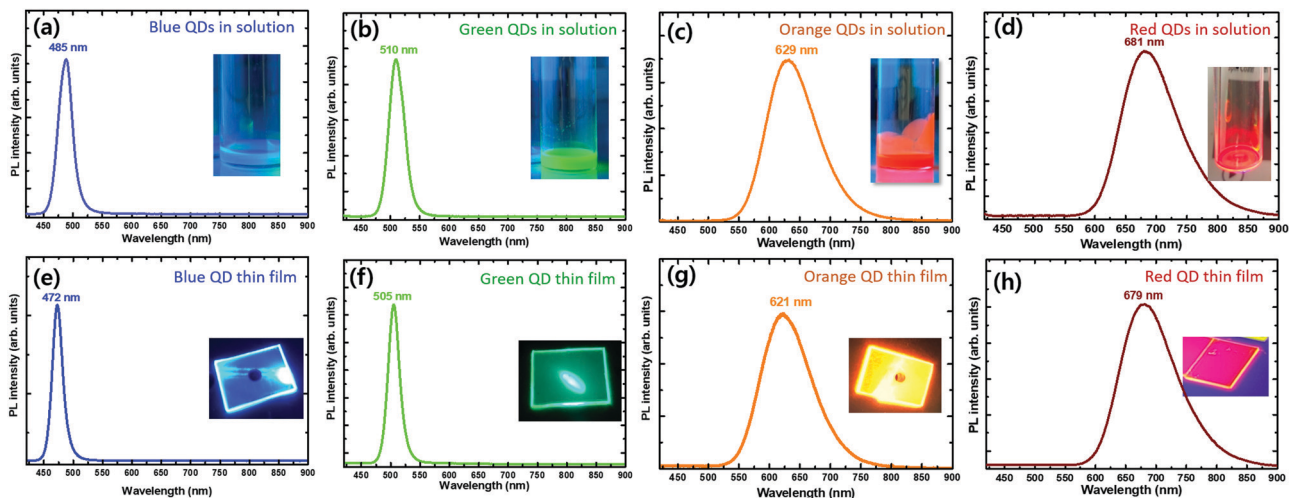 (a)
Blue QDs in solution
485 nm
PL intensity (arb. units)
450 500 550 600 650 700 750 800 850 900
Wavelength (nm)
(b)
Green QDs in solution
510 nm
PL intensity (arb. units)
450 500 550 600 650 700 750 800 850 900
Wavelength (nm)
(c)
Orange QDs in solution
629 nm
PL intensity (arb. units)
450 500 550 600 650 700 750 800 850 900
Wavelength (nm)
(d)
Red QDs in solution
681 nm
PL intensity (arb. units)
450 500 550 600 650 700 750 800 850 900
Wavelength (nm)
(e)
Blue QD thin film
472 nm
PL intensity (arb. units)
450 500 550 600 650 700 750 800 850 900
Wavelength (nm)
(f)
Green QD thin film
505 nm
PL intensity (arb. units)
450 500 550 600 650 700 750 800 850 900
Wavelength (nm)
(g)
Orange QD thin film
621 nm
PL intensity (arb. units)
450 500 550 600 650 700 750 800 850 900
Wavelength (nm)
(h)
Red QD thin film
679 nm
PL intensity (arb. units)
450 500 550 600 650 700 750 800 850 900
Wavelength (nm)